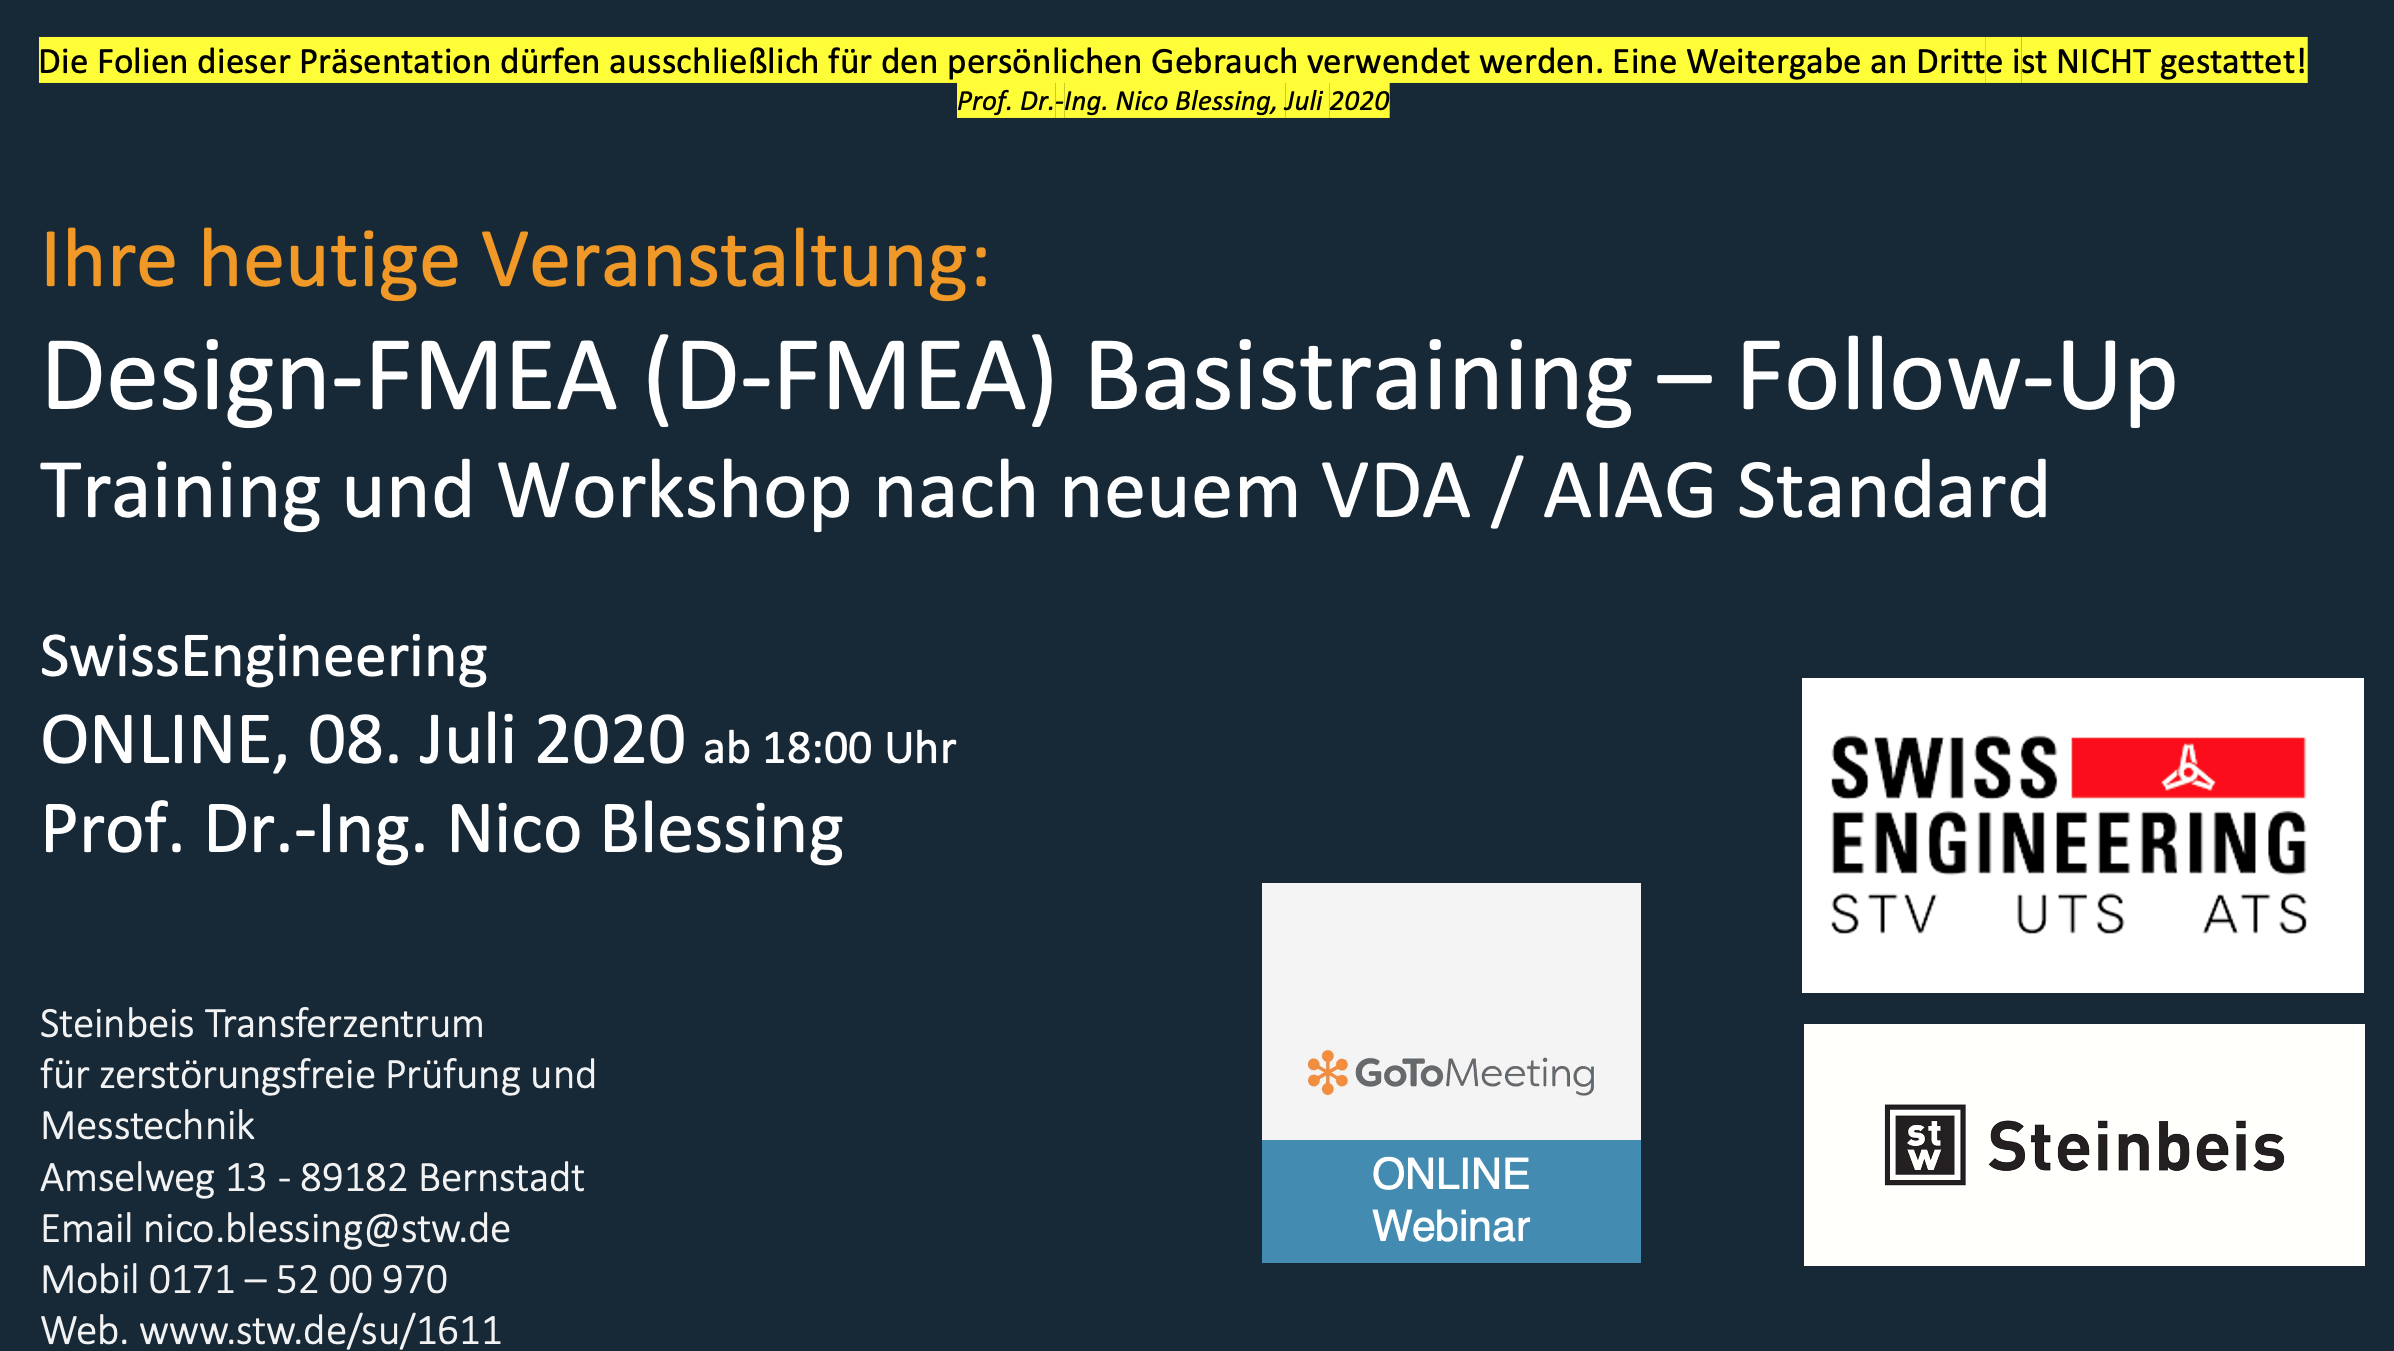 Die Folien dieser Präsentation dürfen ausschließlich für den persönlichen Gebrauch verwendet werden. Eine Weitergabe an Dritte ist NICHT gestattet!
Prof. Dr.-Ing. Nico Blessing, Juli 2020
Ihre heutige Veranstaltung:
Design-FMEA (D-FMEA) Basistraining – Follow-Up
Training und Workshop nach neuem VDA / AIAG Standard
SwissEngineering
ONLINE, 08. Juli 2020 ab 18:00 Uhr
Prof. Dr.-Ing. Nico Blessing
Steinbeis Transferzentrum
für zerstörungsfreie Prüfung und
Messtechnik
Amselweg 13 - 89182 Bernstadt
Email nico.blessing@stw.de
Mobil 0171 – 52 00 970
Web. www.stw.de/su/1611
GoToMeeting
ONLINE
Webinar
SWISS
ENGINEERING
STV UTS ATS
stw Steinbeis